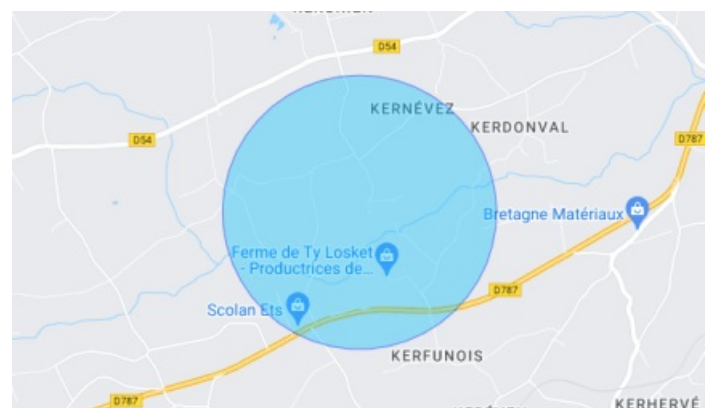 D54
KERNÉVEZ
KERDONVAL
D54
D787
Bretagne Matériaux
Ferme de Ty Losket
- Productrices de...
D787
Scolan Ets
KERFUNOIS
D787
KERHERVÉ